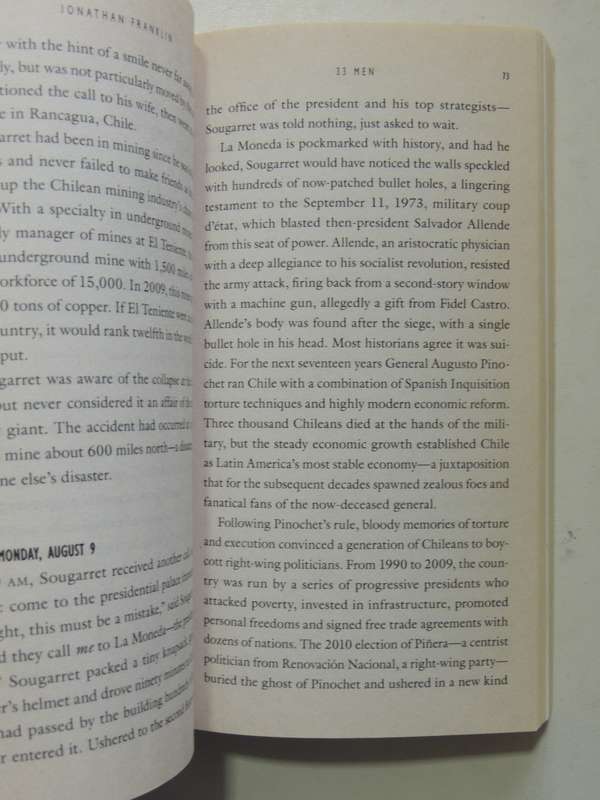 JONATHAN FRANKLIN
with the hint of a smile never far
but was not particularly moved by
tioned the call to his wife, then
e in Rancagua, Chile.
garret had been in mining since he
s and never failed to make friends
up the Chilean mining industry's
With a specialty in underground
y manager of mines at El Teniente,
underground mine with 1,500 miles
workforce of 15,000. In 2009, this
0 tons of copper. If El Teniente
untry, it would rank twelfth in the
put.
garret was aware of the collapse
but never considered it an affair of the
giant. The accident had occurred
mine about 600 miles north—a
ne else's disaster.
MONDAY, AUGUST 9
AM, Sougarret received another
come to the presidential palace
ght, this must be a mistake," said
d they call me to La Moneda—the
Sougarret packed a tiny knapsack
r's helmet and drove ninety
had passed by the building hundreds
r entered it. Ushered to the second
33 MEN 73
the office of the president and his top strategists—
Sougarret was told nothing, just asked to wait.
La Moneda is pockmarked with history, and had he
looked, Sougarret would have noticed the walls speckled
with hundreds of now-patched bullet holes, a lingering
testament to the September 11, 1973, military coup
d'état, which blasted then-president Salvador Allende
from this seat of power. Allende, an aristocratic physician
with a deep allegiance to his socialist revolution, resisted
the army attack, firing back from a second-story window
with a machine gun, allegedly a gift from Fidel Castro.
Allende's body was found after the siege, with a single
bullet hole in his head. Most historians agree it was sui-
cide. For the next seventeen years General Augusto Pino-
chet ran Chile with a combination of Spanish Inquisition
torture techniques and highly modern economic reform.
Three thousand Chileans died at the hands of the mili-
tary, but the steady economic growth established Chile
as Latin America's most stable economy—a juxtaposition
that for the subsequent decades spawned zealous foes and
fanatical fans of the now-deceased general.
Following Pinochet's rule, bloody memories of torture
and execution convinced a generation of Chileans to boy-
cott right-wing politicians. From 1990 to 2009, the coun-
try was run by a series of progressive presidents who
attacked poverty, invested in infrastructure, promoted
personal freedoms and signed free trade agreements with
dozens of nations. The 2010 election of Piñera—a centrist
politician from Renovación Nacional, a right-wing party—
buried the ghost of Pinochet and ushered in a new kind